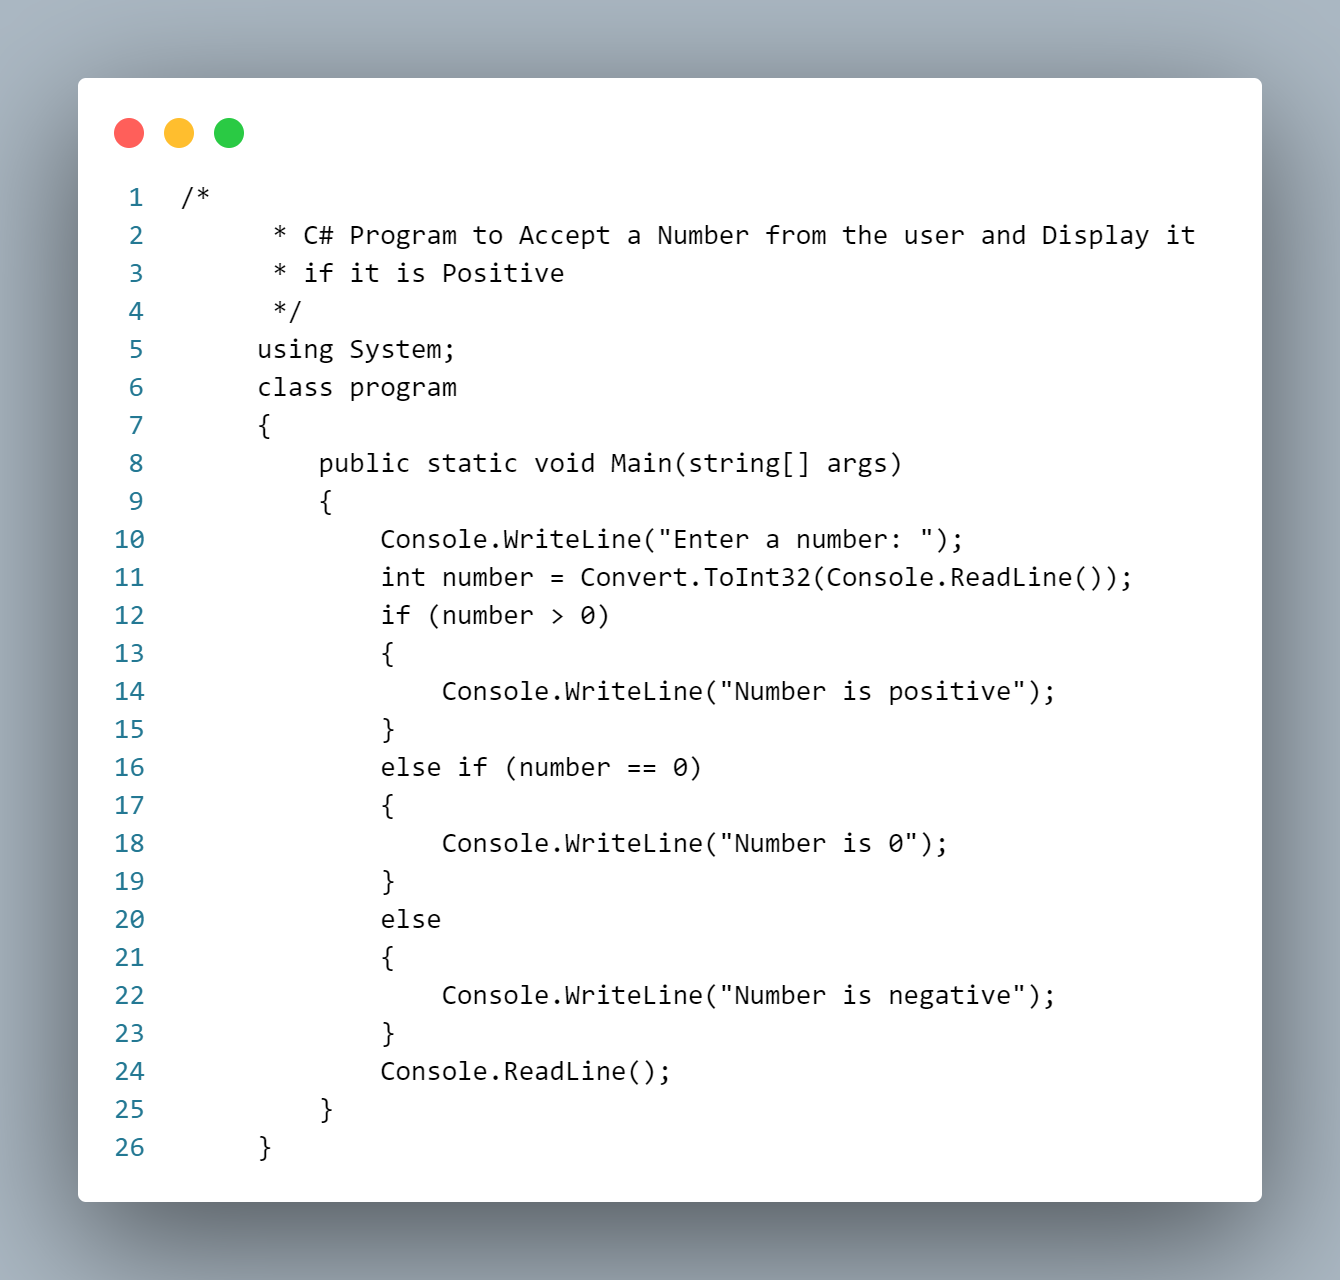 1 /*
2 * C# Program to Accept a Number from the user and Display it
3 * if it is Positive
4 */
5 using System;
6 class program
7 {
8 public static void Main(string[] args)
9 {
10 Console.WriteLine("Enter a number: ");
11 int number = Convert.ToInt32(Console.ReadLine());
12 if (number > 0)
13 {
14 Console.WriteLine("Number is positive");
15 }
16 else if (number == 0)
17 {
18 Console.WriteLine("Number is 0");
19 }
20 else
21 {
22 Console.WriteLine("Number is negative");
23 }
24 Console.ReadLine();
25 }
26 }